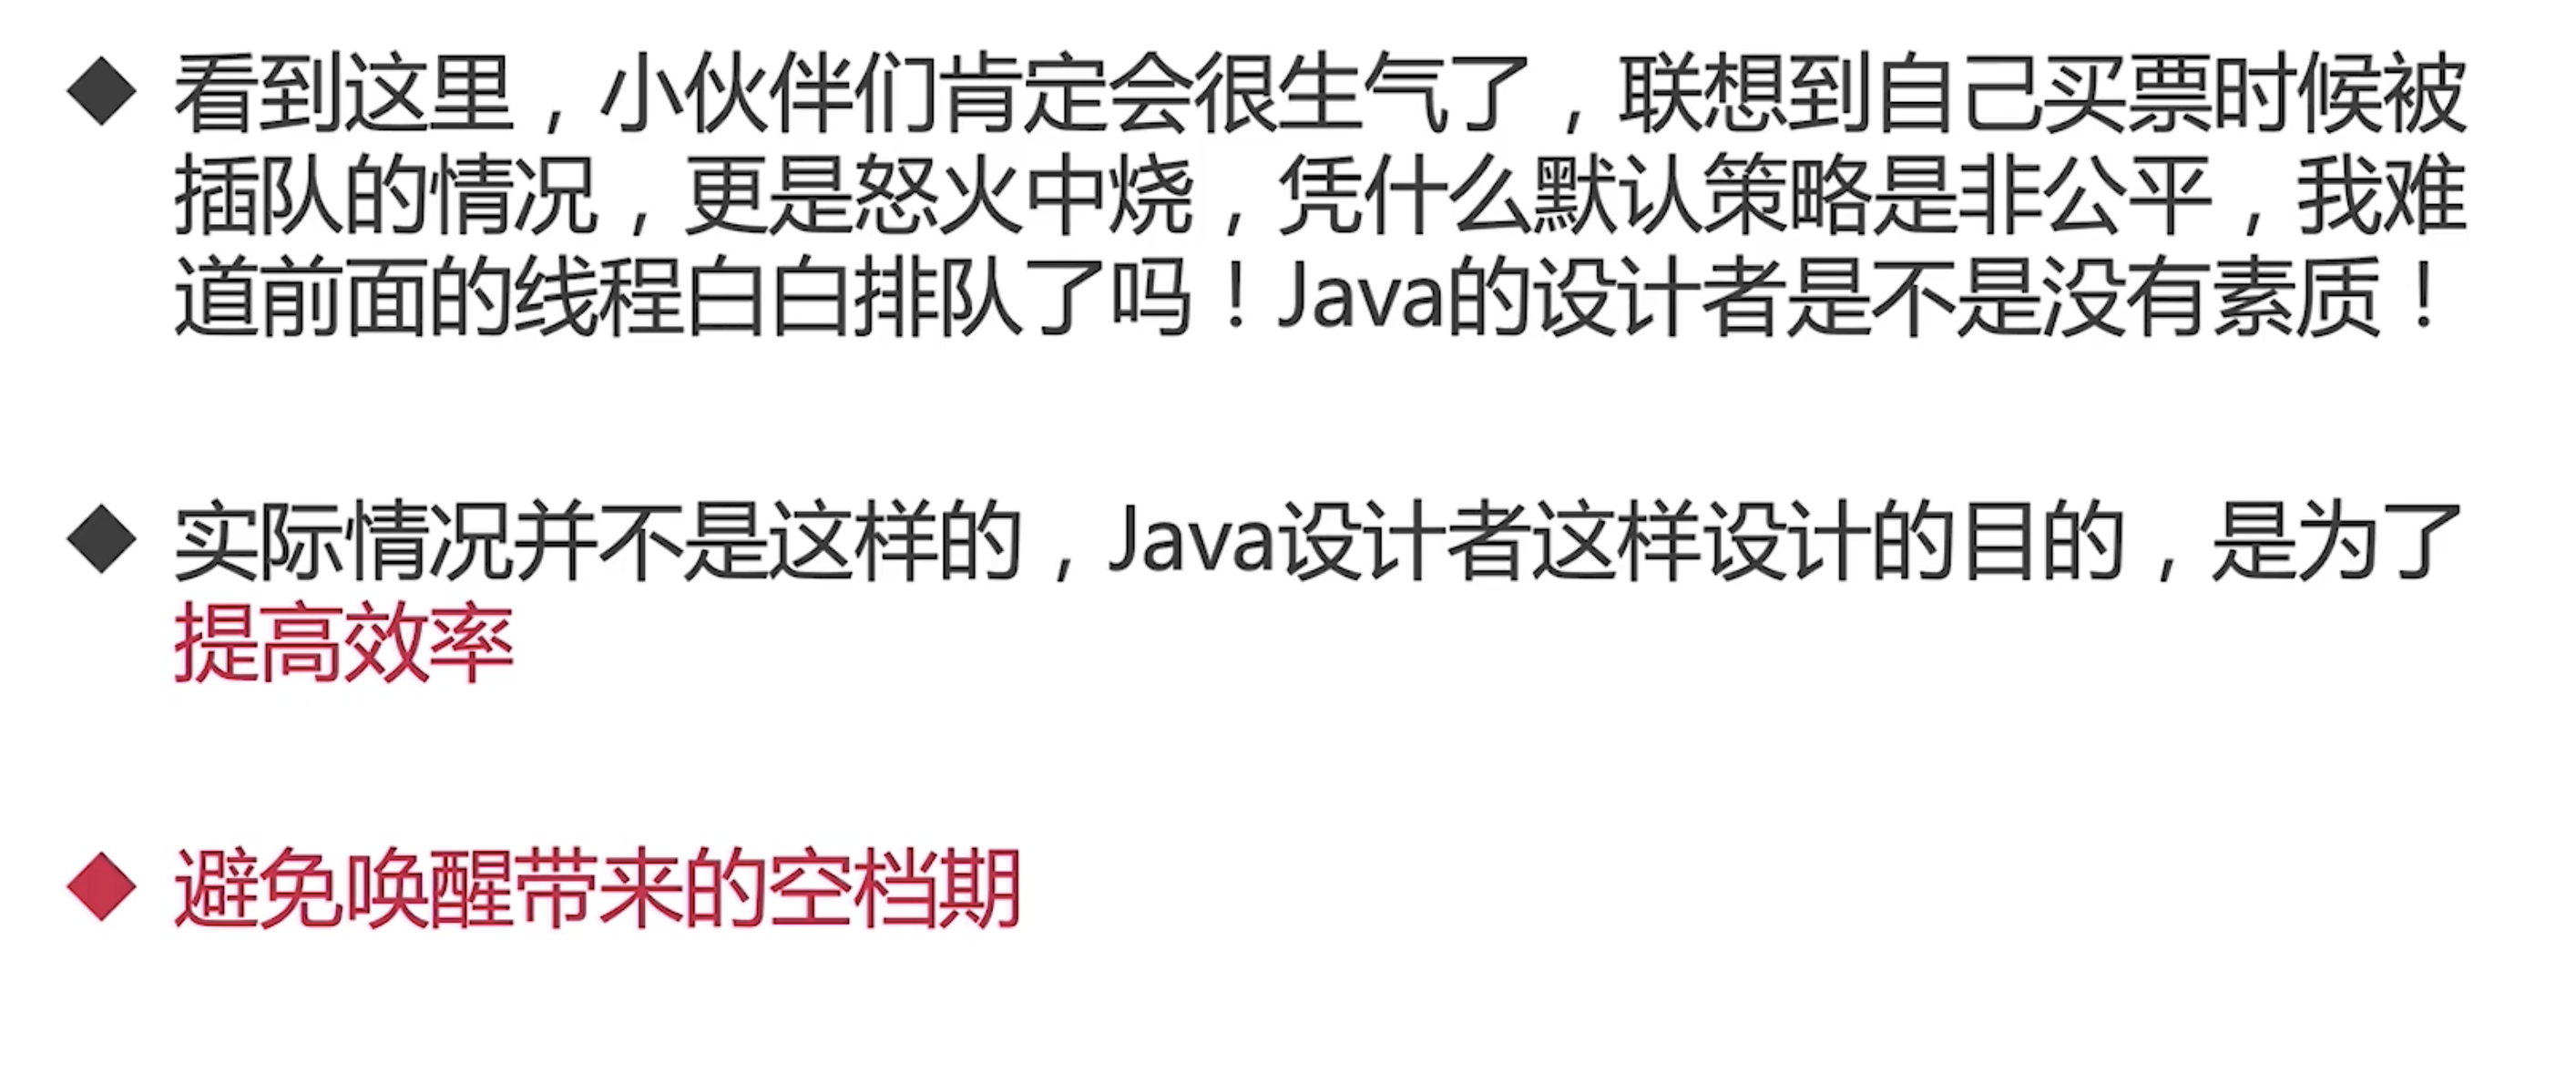 ◆ 看到这里，小伙伴们肯定会很生气了，联想到自己买票时候被
插队的情况，更是怒火中烧，凭什么默认策略是非公平，我难
道前面的线程白白排队了吗！Java的设计者是不是没有素质！
◆ 实际情况并不是这样的，Java设计者这样设计的目的，是为了
提高效率
◆ 避免唤醒带来的空档期